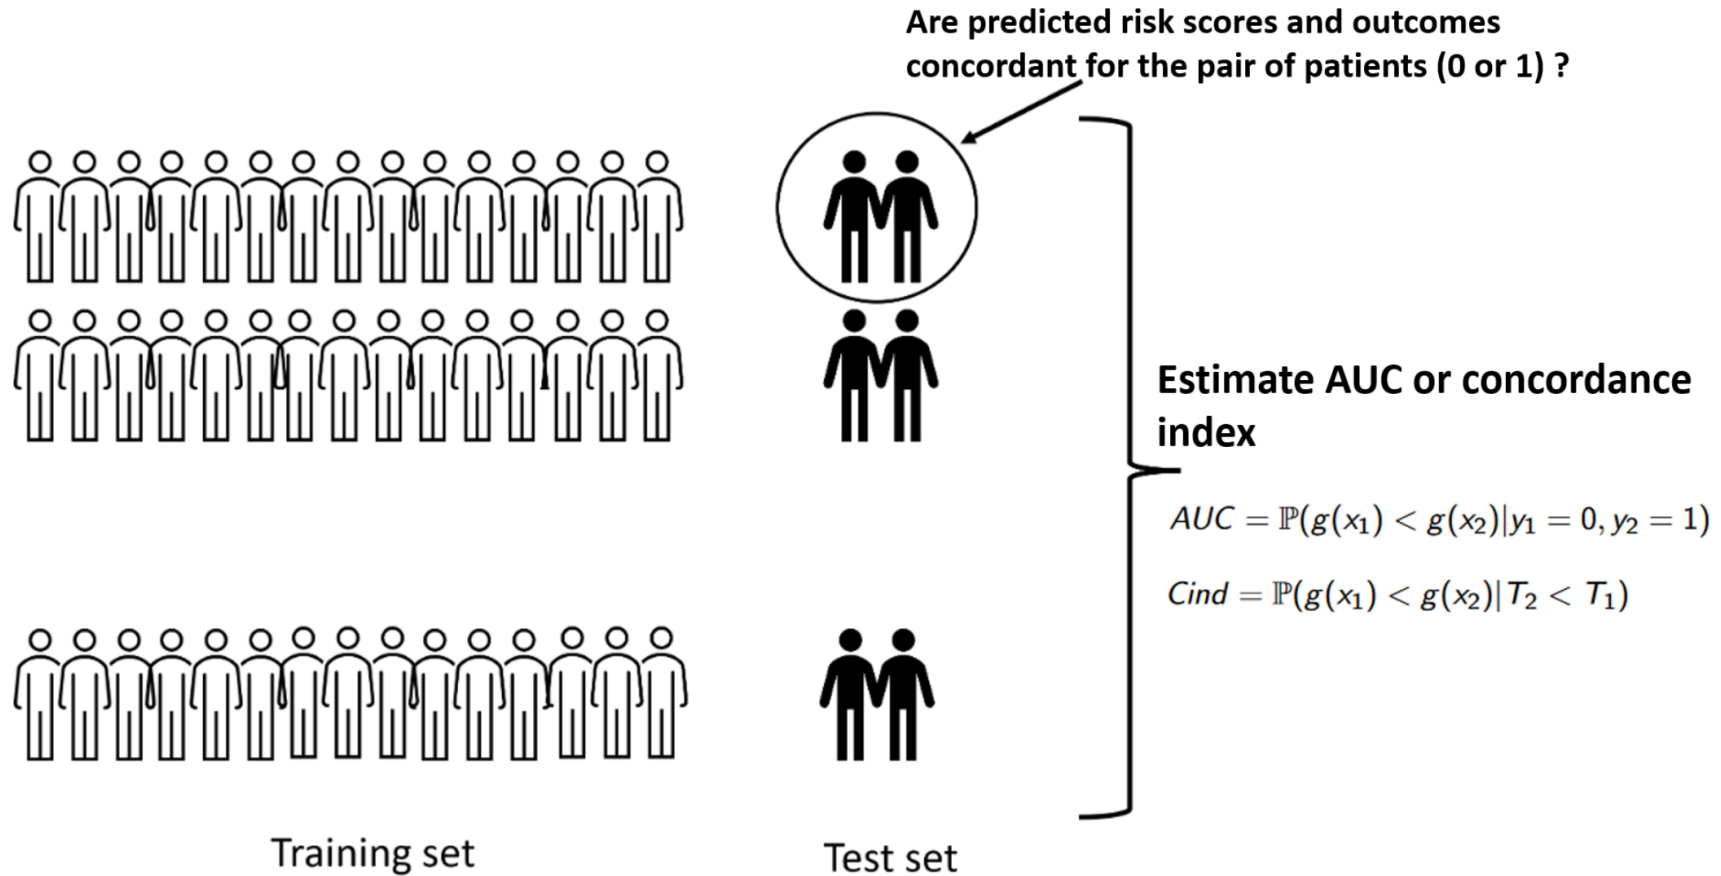 Are predicted risk scores and outcomes
concordant for the pair of patients (0 or 1) ?
Estimate AUC or concordance
index
AUC = ℙ(g(x₁) < g(x₂)|y₁ = 0, y₂ = 1)
Cind = ℙ(g(x₁) < g(x₂)|T₂ < T₁)
Training set
Test set